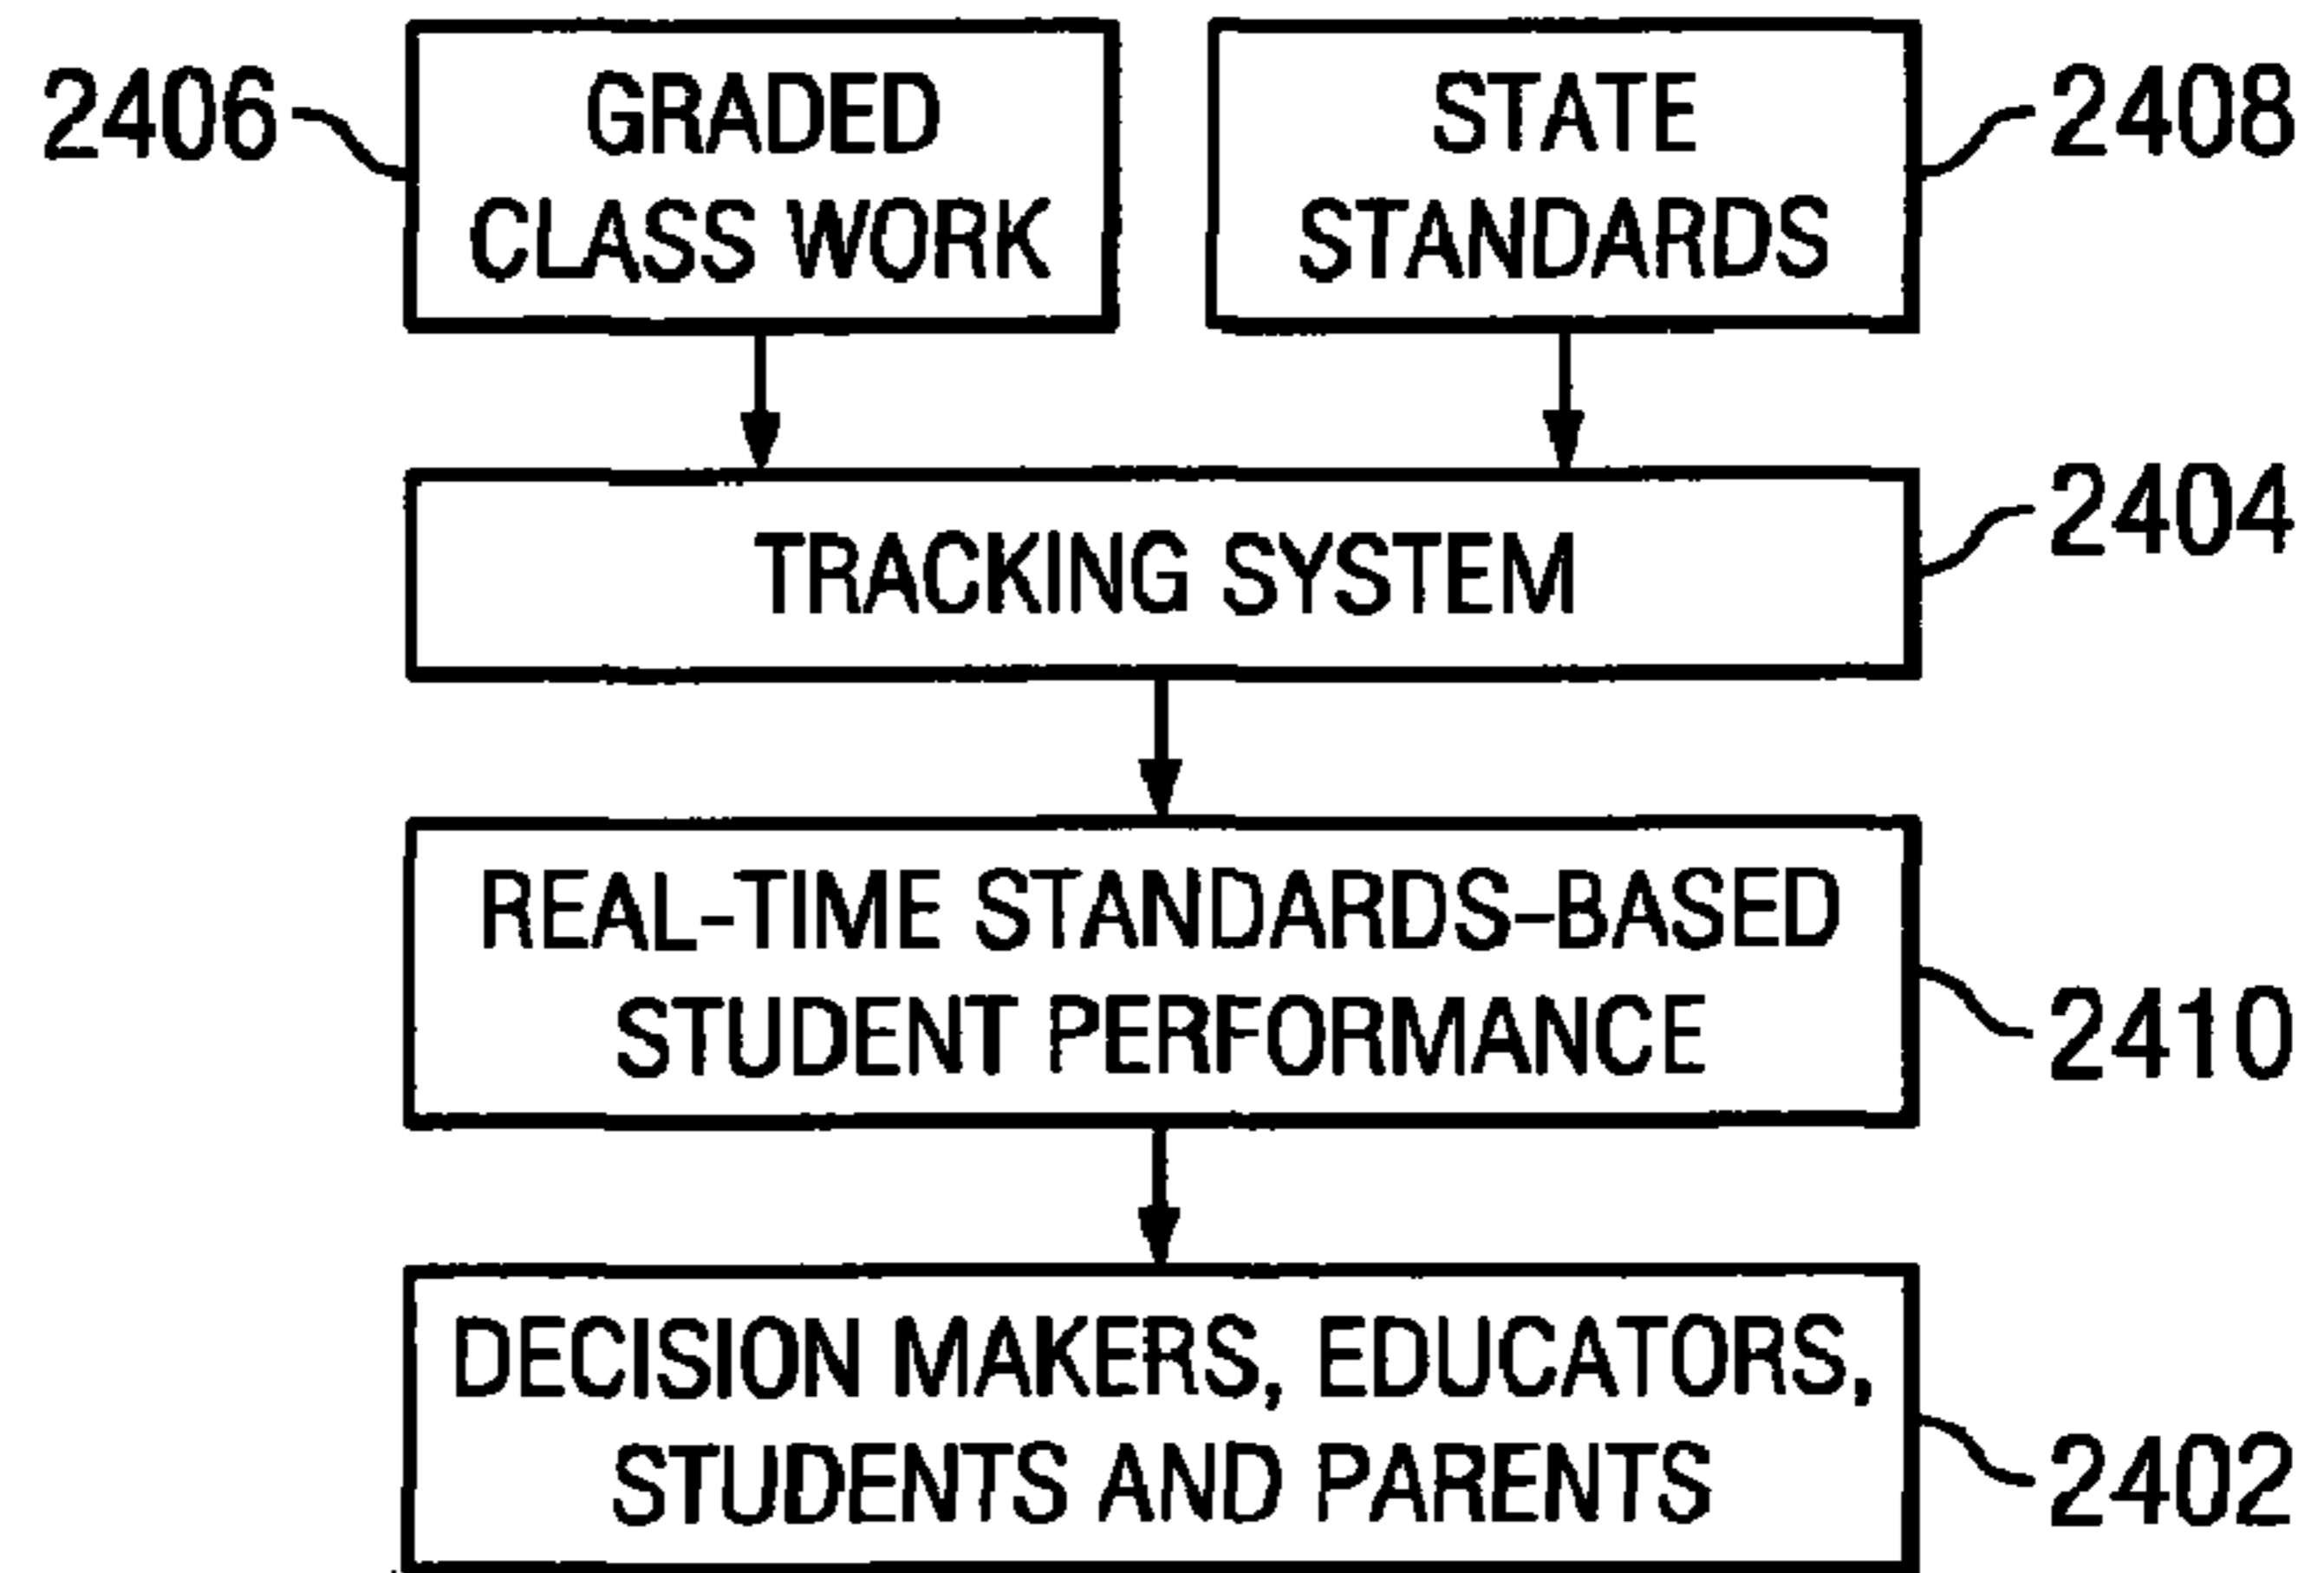 2406
GRADED
CLASS WORK
STATE
STANDARDS
2408
TRACKING SYSTEM
2404
REAL-TIME STANDARDS-BASED
STUDENT PERFORMANCE
2410
DECISION MAKERS, EDUCATORS,
STUDENTS AND PARENTS
2402